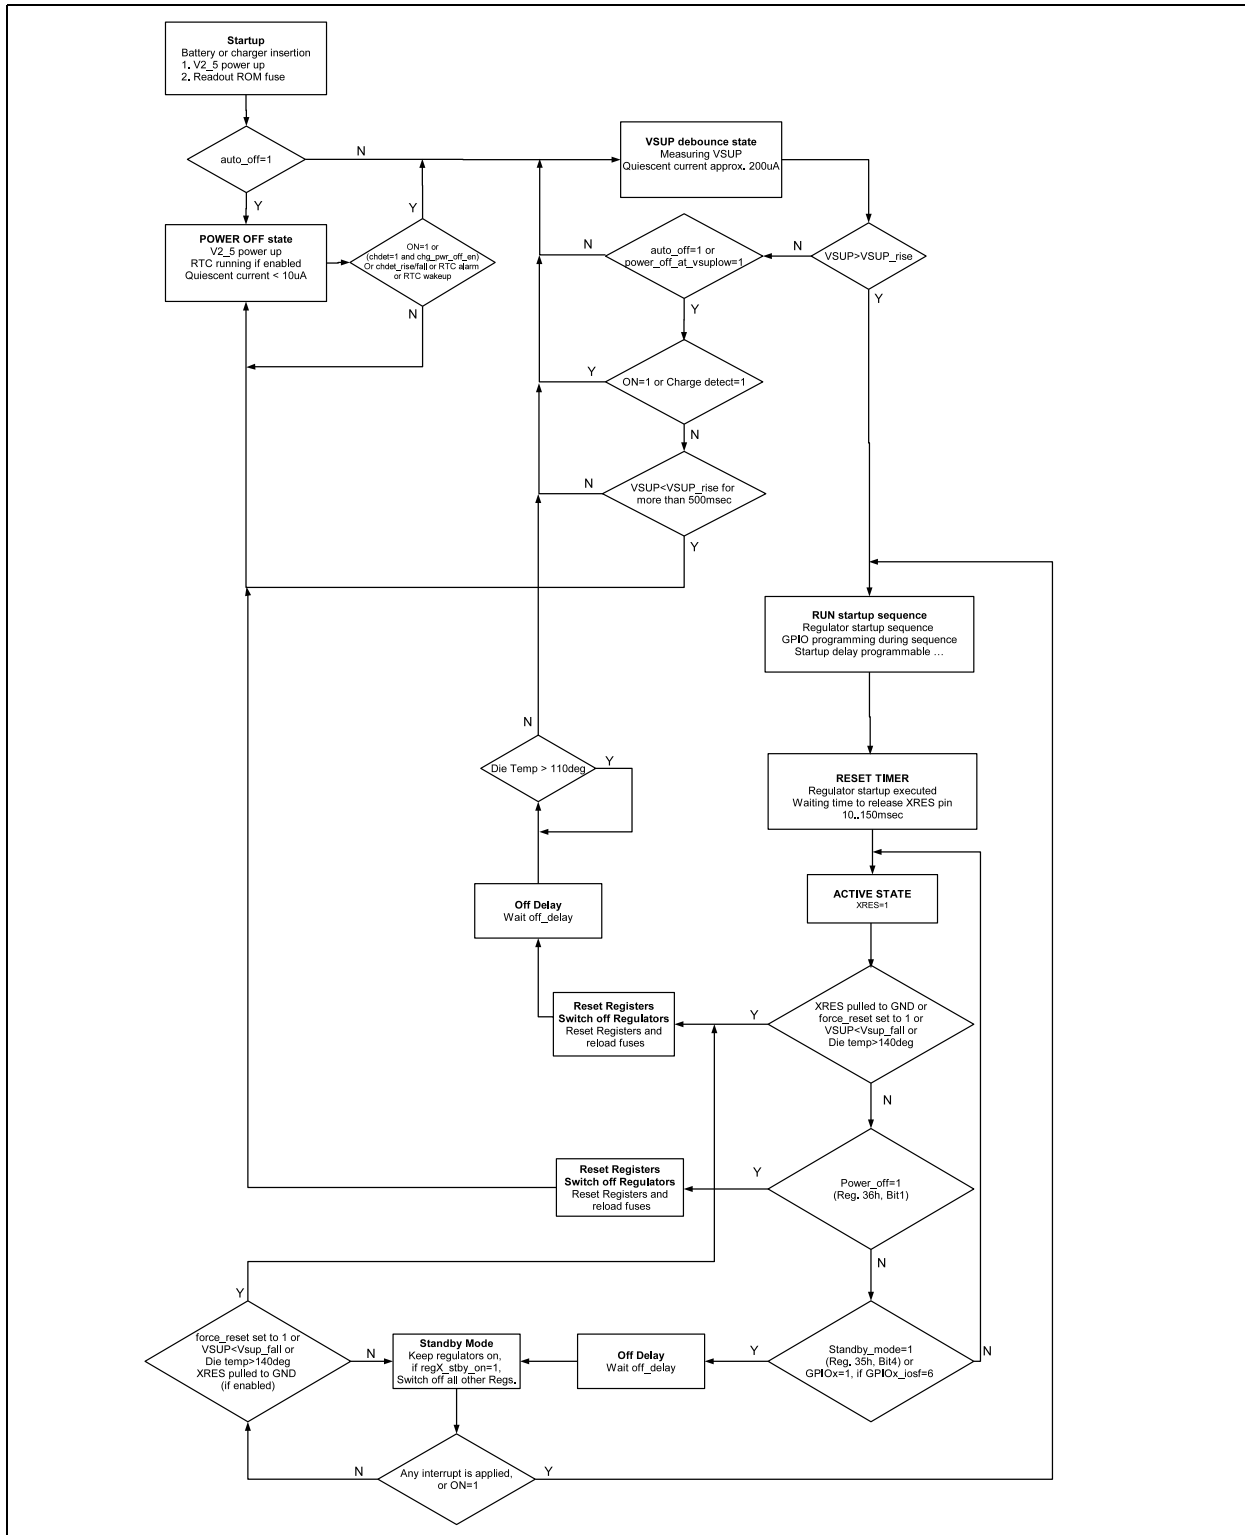 Startup
Battery or charger insertion
1. V2_5 power up
2. Readout ROM fuse
auto_off=1
N
Y
VSUP debounce state
Measuring VSUP
Quiescent current approx. 200uA
POWER OFF state
V2_5 power up
RTC running if enabled
Quiescent current < 10uA
Y
ON=1 or
(chdet=1 and chg_pwr_off_en)
Or chdet_rise/fall or RTC alarm
or RTC wakeup
N
N
auto_off=1 or
power_off_at_vsuplow=1
Y
N
VSUP>VSUP_rise
Y
Y
ON=1 or Charge detect=1
N
N
VSUP<VSUP_rise for
more than 500msec
Y
RUN startup sequence
Regulator startup sequence
GPIO programming during sequence
Startup delay programmable ...
N
Die Temp > 110deg
Y
RESET TIMER
Regulator startup executed
Waiting time to release XRES pin
10..150msec
Off Delay
Wait off_delay
ACTIVE STATE
XRES=1
Reset Registers
Switch off Regulators
Reset Registers and
reload fuses
Y
XRES pulled to GND or
force_reset set to 1 or
VSUP<Vsup_fall or
Die temp>140deg
N
Reset Registers
Switch off Regulators
Reset Registers and
reload fuses
Y
Power_off=1
(Reg. 36h, Bit1)
N
Y
force_reset set to 1 or
VSUP<Vsup_fall or
Die temp>140deg
XRES pulled to GND
(if enabled)
N
Standby Mode
Keep regulators on,
if regX_stby_on=1,
Switch off all other Regs.
Off Delay
Wait off_delay
Y
Standby_mode=1
(Reg. 35h, Bit4) or
GPIOx=1, if GPIOx_iosf=6
N
N
Any interrupt is applied,
or ON=1
Y